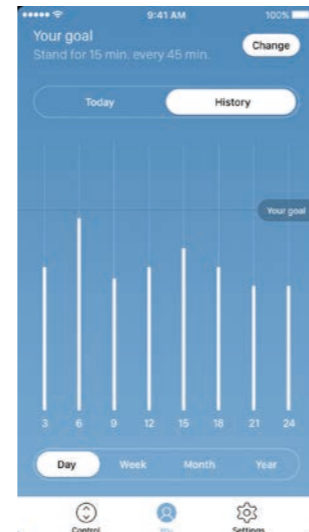 9:41 AM 100%
Your goal
Stand for 15 min. every 45 min.
Change
Today History
Your goal
3 6 9 12 15 18 21 24
Day Week Month Year
Control Settings